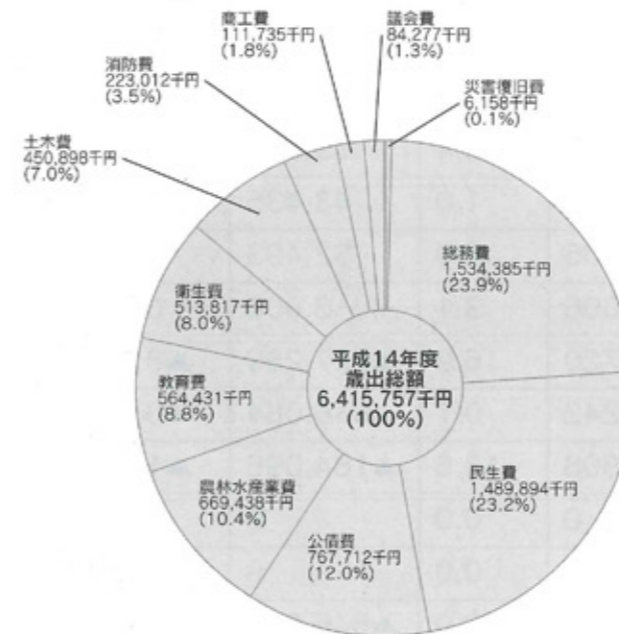 商工費
111,735千円
(1.8%)
議会費
84,277千円
(1.3%)
消防費
223,012千円
(3.5%)
災害復旧費
6,158千円
(0.1%)
土木費
450,898千円
(7.0%)
総務費
1,534,385千円
(23.9%)
衛生費
513,817千円
(8.0%)
平成14年度
歳出総額
6,415,757千円
(100%)
教育費
564,431千円
(8.8%)
民生費
1,489,894千円
(23.2%)
農林水産業費
669,438千円
(10.4%)
公債費
767,712千円
(12.0%)